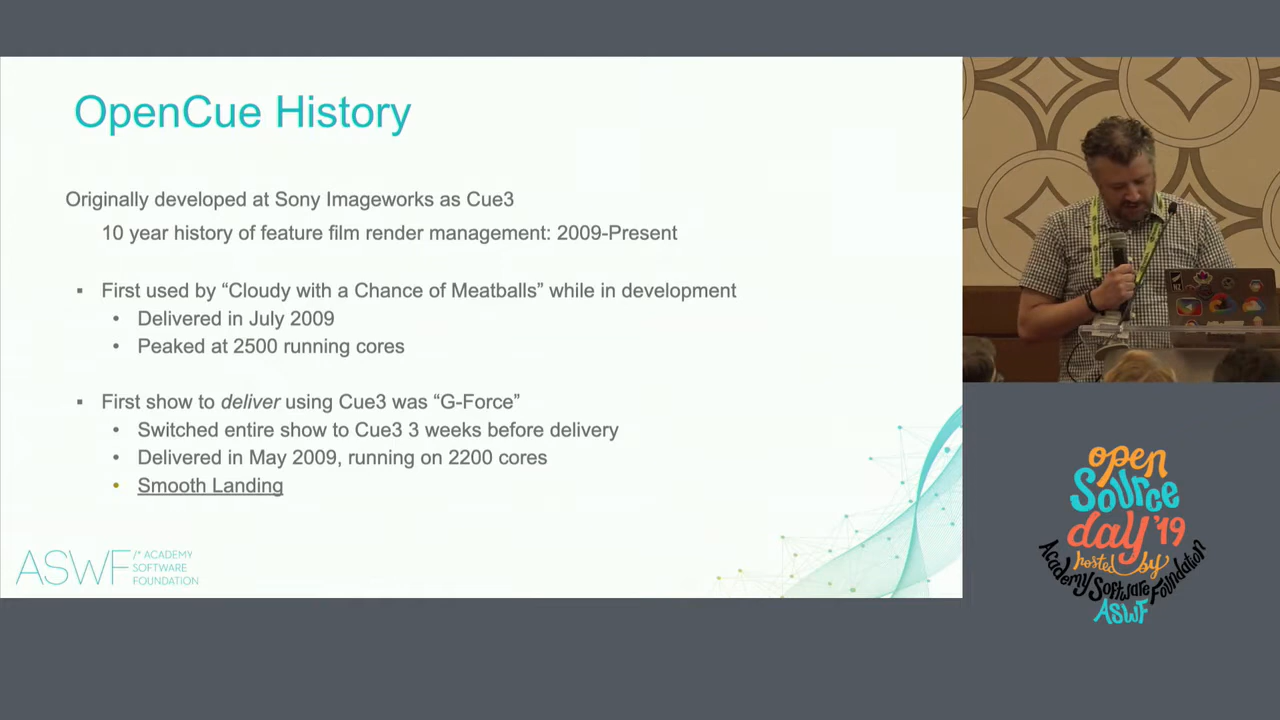 OpenCue History
Originally developed at Sony Imageworks as Cue3
10 year history of feature film render management: 2009-Present
▪ First used by “Cloudy with a Chance of Meatballs” while in development
• Delivered in July 2009
• Peaked at 2500 running cores
▪ First show to deliver using Cue3 was “G-Force”
• Switched entire show to Cue3 3 weeks before delivery
• Delivered in May 2009, running on 2200 cores
• Smooth Landing
ASWF /* ACADEMY
SOFTWARE
FOUNDATION
open
Source
day '19
hosted by
Academy Software Foundation
ASWF